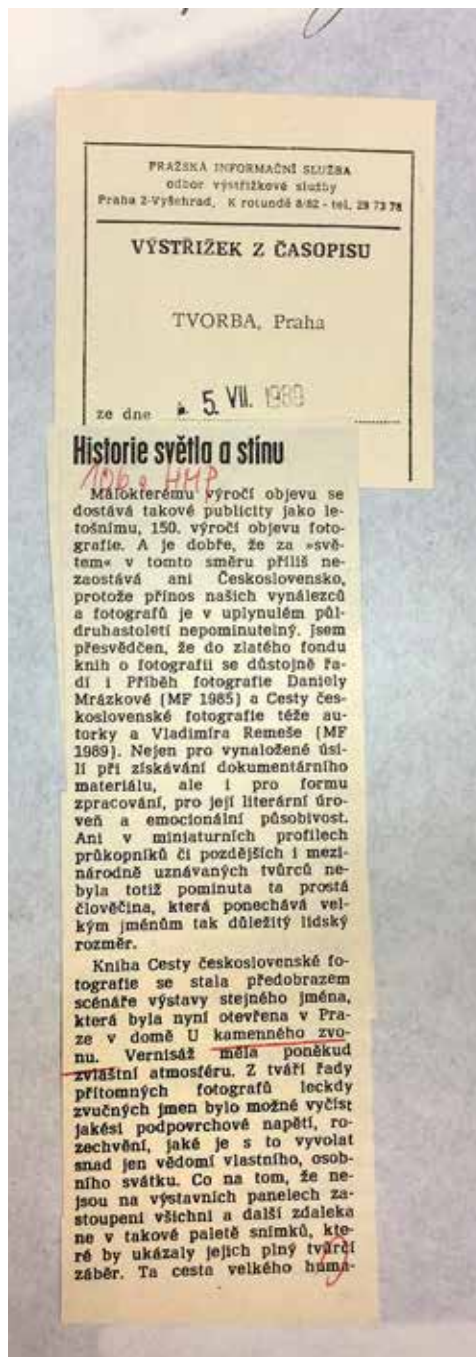 PRAŽSKÁ INFORMAČNÍ SLUŽBA
odbor výstřižkové služby
Praha 2-Vyšehrad, K rotundě 8/82 - tel. 29 73 78
VÝSTŘIŽEK Z ČASOPISU
TVORBA, Praha
ze dne 5. VII. 1989
Historie světla a stínu
Máloktérému výročí objevu se
dostává takové publicity jako le-
tošnímu, 150. výročí objevu foto-
grafie. A je dobře, že za »svě-
tem« v tomto směru příliš ne-
zaostává ani Československo,
protože přínos našich vynálezců
a fotografů je v uplynulém půl-
druhastoletí nepominutelný. Jsem
přesvědčen, že do zlatého fondu
knih o fotografii se důstojně řa-
dí i Příběh fotografie Daniely
Mrázkové (MF 1985) a Cesty čes-
koslovenské fotografie téže au-
torky a Vladimíra Remeše (MF
1989). Nejen pro vynaložené úsi-
lí při získávání dokumentárního
materiálu, ale i pro formu
zpracování, pro její literární úro-
veň a emocionální působivost.
Ani v miniaturních profilech
průkopníků či pozdějších i mezi-
národně uznávaných tvůrců ne-
byla totiž pominuta ta prostá
člověčina, která ponechává vel-
kým jménům tak důležitý lidský
rozměr.
Kniha Cesty československé fo-
tografie se stala předobrazem
scénáře výstavy stejného jména,
která byla nyní otevřena v Pra-
ze v domě U kamenného zvo-
nu. Vernisáž měla poněkud
zvláštní atmosféru. Z tváří řady
přítomných fotografů leckdy
zvučných jmen bylo možné vyčíst
jakési podpovrchové napětí, ro-
zechvění, jaké je s to vyvolat
snad jen vědomí vlastního, osob-
ního svátku. Co na tom, že ne-
jsou na výstavních panelech za-
stoupeni všichni a další zdaleka
ne v takové paletě snímků, kte-
ré by ukázaly jejich plný tvůrčí
záběr. Ta cesta velkého huma-